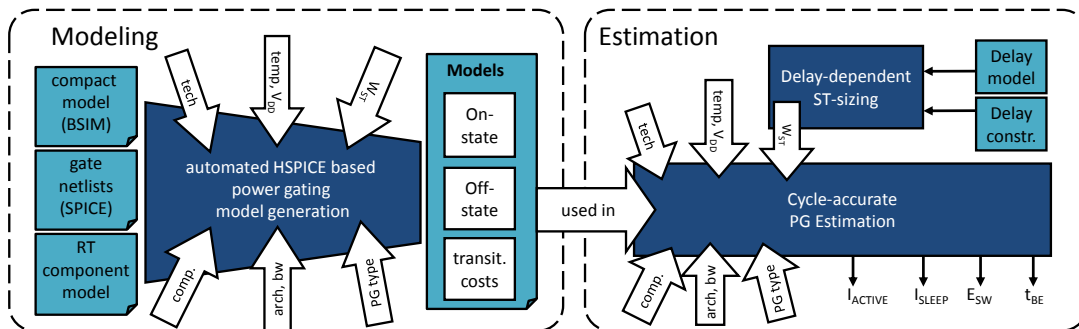 Modeling
compact
model
(BSIM)
gate
netlists
(SPICE)
RT
component
model
tech
temp, VDD
WST
automated HSPICE based
power gating
model generation
comp.
arch, bw
PG type
Models
On-
state
Off-
state
transit.
costs
used in
Estimation
Delay-dependent
ST-sizing
Delay
model
Delay
constr.
tech
temp, VDD
WST
Cycle-accurate
PG Estimation
comp.
arch, bw
PG type
IACTIVE
ISLEEP
ESW
tBE